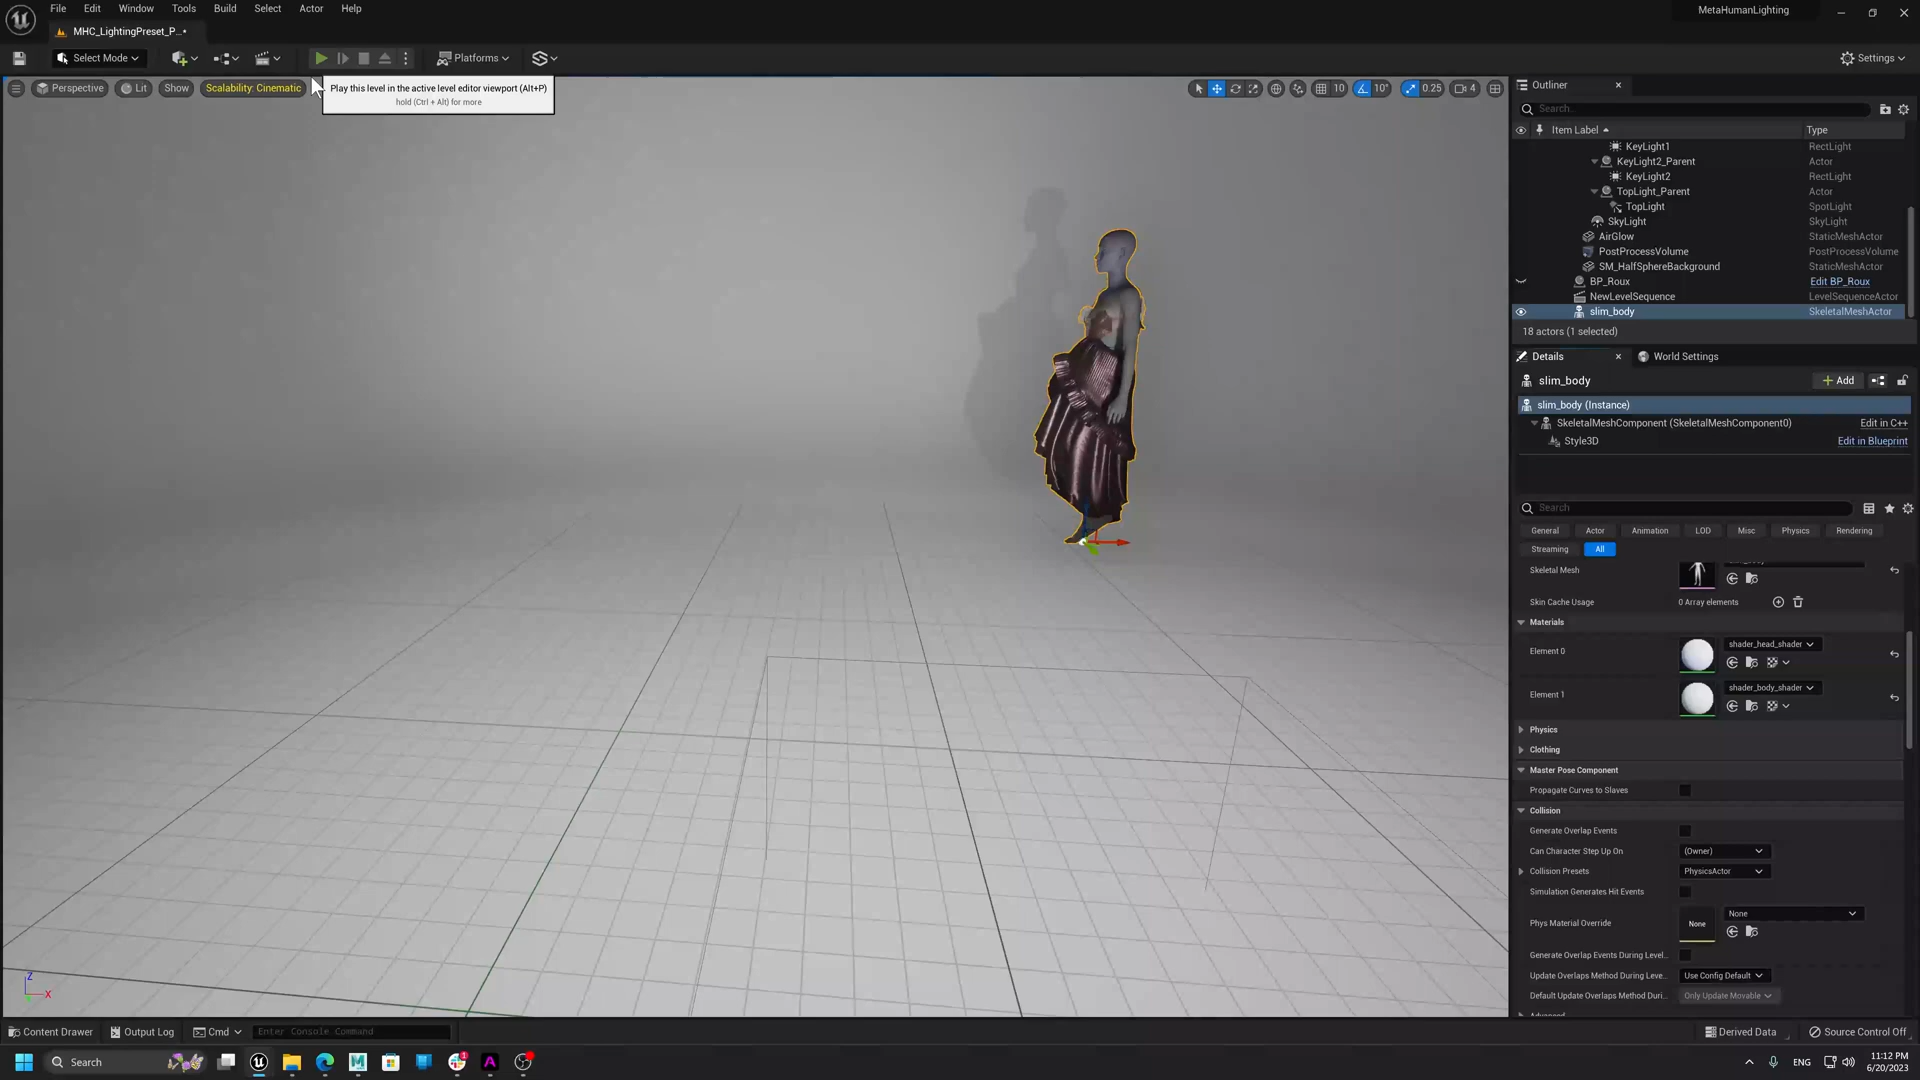 File Edit Window Tools Build Select Actor Help
MetaHumanLighting
MHC_LightingPreset_P...*
Select Mode
Platforms
Settings
Perspective Lit Show Scalability: Cinematic
Play this level in the active level editor viewport (Alt+P)
hold (Ctrl + Alt) for more
10 10° 0.25 4
Outliner
Search...
Item Label Type
KeyLight1 RectLight
KeyLight2_Parent Actor
KeyLight2 RectLight
TopLight_Parent Actor
TopLight SpotLight
SkyLight SkyLight
AirGlow StaticMeshActor
PostProcessVolume PostProcessVolume
SM_HalfSphereBackground StaticMeshActor
BP_Roux Edit BP_Roux
NewLevelSequence LevelSequenceActor
slim_body SkeletalMeshActor
18 actors (1 selected)
Details World Settings
slim_body
Add
slim_body (Instance)
SkeletalMeshComponent (SkeletalMeshComponent0) Edit in C++
Style3D Edit in Blueprint
Search
General Actor Animation LOD Misc Physics Rendering
Streaming All
Skeletal Mesh
Skin Cache Usage 0 Array elements
Materials
Element 0 shader_head_shader
Element 1 shader_body_shader
Physics
Clothing
Master Pose Component
Propagate Curves to Slaves
Collision
Generate Overlap Events
Can Character Step Up On (Owner)
Collision Presets PhysicsActor
Simulation Generates Hit Events
Phys Material Override None None
Generate Overlap Events During Level...
Update Overlaps Method During Leve... Use Config Default
Default Update Overlaps Method Duri... Only Update Movable
Z
X
Content Drawer Output Log Cmd Enter Console Command
Derived Data Source Control Off
Search
ENG
11:12 PM
6/20/2023